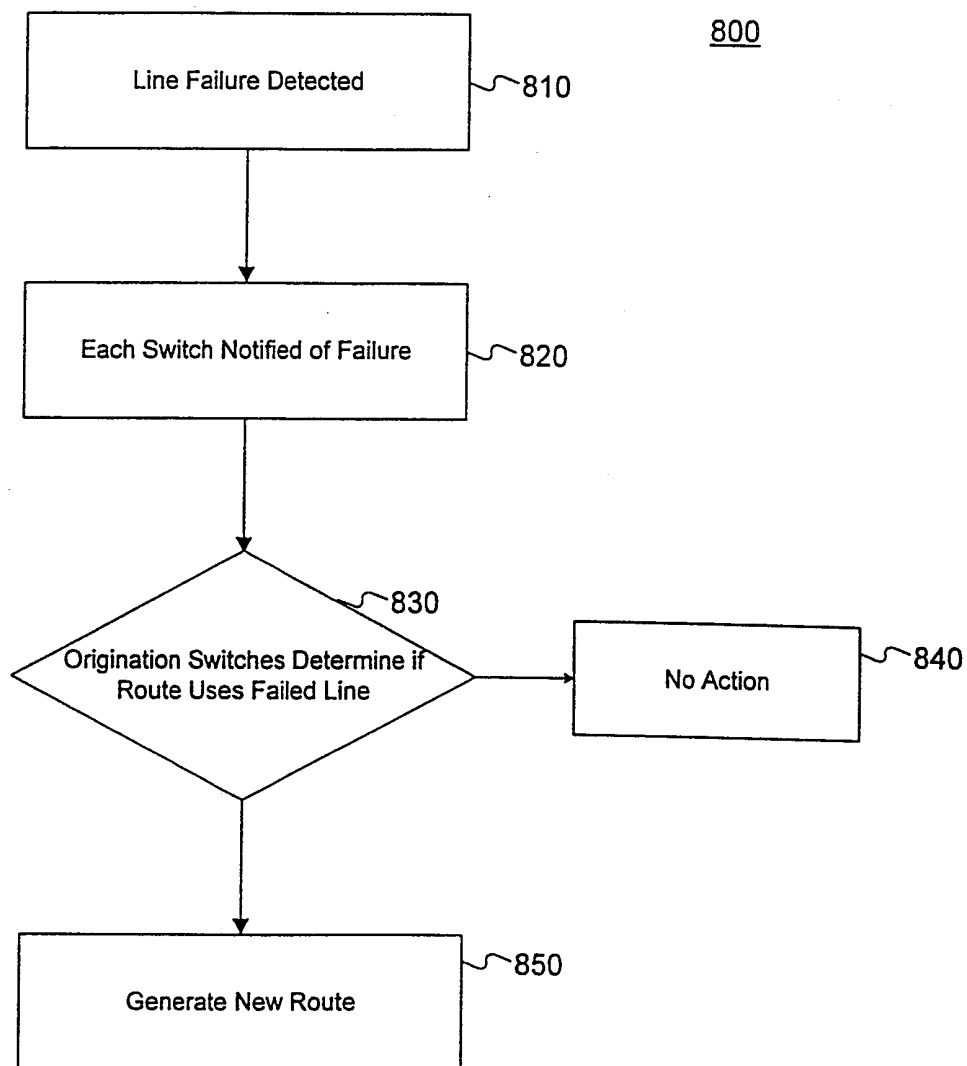 800
Line Failure Detected
810
Each Switch Notified of Failure
820
830
Origination Switches Determine if
Route Uses Failed Line
840
No Action
850
Generate New Route